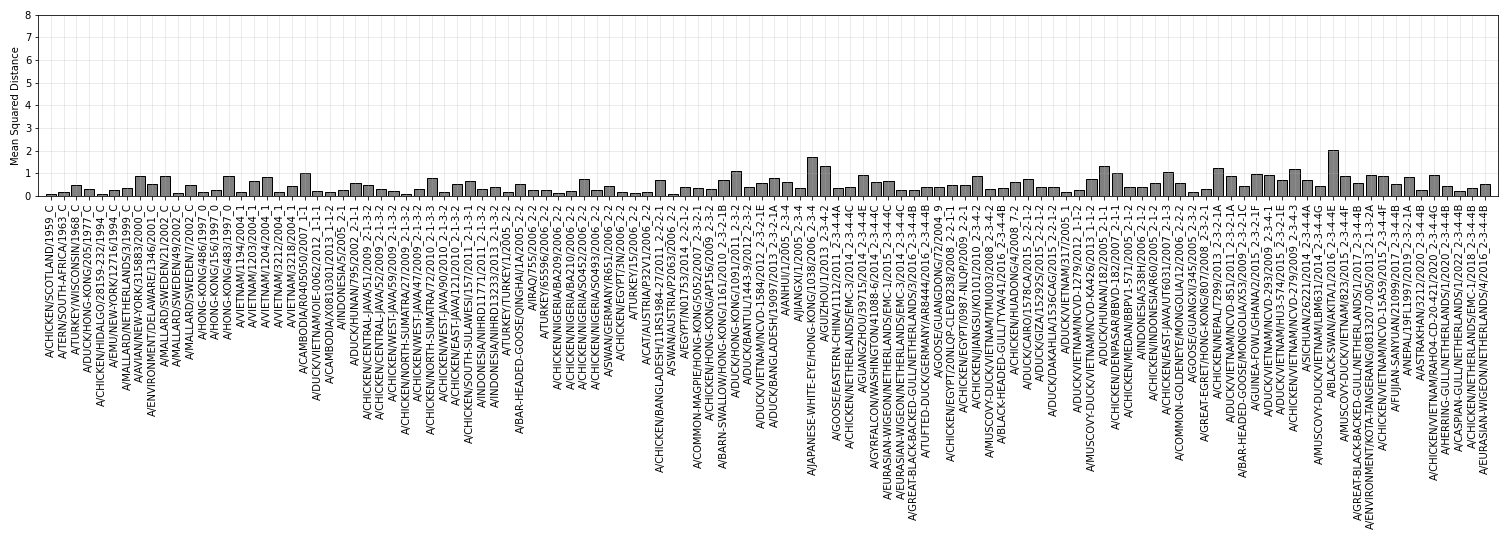 8
7
6
5
4
3
2
1
0
Mean Squared Distance
A/CHICKEN/SCOTLAND/1959_C
A/TERN/SOUTH-AFRICA/1963_C
A/TURKEY/WISCONSIN/1968_C
A/DUCK/HONG-KONG/205/1977_C
A/CHICKEN/HIDALGO/28159-232/1994_C
A/EMU/NEW-YORK/12716/1994_C
A/MALLARD/NETHERLANDS/3/1999_C
A/AVIAN/NEW-YORK/158833/2000_C
A/ENVIRONMENT/DELAWARE/1346/2001_C
A/MALLARD/SWEDEN/21/2002_C
A/MALLARD/SWEDEN/49/2002_C
A/MALLARD/SWEDEN/7/2002_C
A/HONG-KONG/486/1997_0
A/HONG-KONG/156/1997_0
A/HONG-KONG/483/1997_0
A/VIETNAM/1194/2004_1
A/VIETNAM/1203/2004_1
A/VIETNAM/1204/2004_1
A/VIETNAM/3212/2004_1
A/VIETNAM/3218/2004_1
A/CAMBODIA/R0405050/2007_1-1
A/DUCK/VIETNAM/OIE-0062/2012_1-1-1
A/CAMBODIA/X0810301/2013_1-1-2
A/INDONESIA/5/2005_2-1
A/DUCK/HUNAN/795/2002_2-1-1
A/CHICKEN/CENTRAL-JAVA/51/2009_2-1-3-2
A/CHICKEN/CENTRAL-JAVA/52/2009_2-1-3-2
A/CHICKEN/WEST-JAVA/29/2009_2-1-3-2
A/CHICKEN/NORTH-SUMATRA/27/2009_2-1-3-2
A/CHICKEN/WEST-JAVA/47/2009_2-1-3-2
A/CHICKEN/NORTH-SUMATRA/72/2010_2-1-3-3
A/CHICKEN/WEST-JAVA/90/2010_2-1-3-2
A/CHICKEN/EAST-JAVA/121/2010_2-1-3-2
A/CHICKEN/SOUTH-SULAWESI/157/2011_2-1-3-1
A/INDONESIA/NIHRD11771/2011_2-1-3-2
A/INDONESIA/NIHRD13233/2013_2-1-3-2
A/TURKEY/TURKEY/1/2005_2-2
A/BAR-HEADED-GOOSE/QINGHAI/1A/2005_2-2
A/IRAQ/756/2006_2-2
A/TURKEY/65596/2006_2-2
A/CHICKEN/NIGERIA/BA209/2006_2-2
A/CHICKEN/NIGERIA/BA210/2006_2-2
A/CHICKEN/NIGERIA/SO452/2006_2-2
A/CHICKEN/NIGERIA/SO493/2006_2-2
A/SWAN/GERMANY/R651/2006_2-2
A/CHICKEN/EGYPT/3N/2006_2-2
A/TURKEY/15/2006_2-2
A/CAT/AUSTRIA/P32V1/2006_2-2
A/CHICKEN/BANGLADESH/11RS1984-1/2011_2-2-2
A/SWAN/AUSTRIA/P2063/2006_2-2
A/EGYPT/N01753/2014_2-2-1-2
A/COMMON-MAGPIE/HONG-KONG/5052/2007_2-3-2-1
A/CHICKEN/HONG-KONG/AP156/2009_2-3-2
A/BARN-SWALLOW/HONG-KONG/1161/2010_2-3-2-1B
A/DUCK/HONG-KONG/1091/2011_2-3-2
A/DUCK/BANTUL/1443-9/2012_2-3-2
A/DUCK/VIETNAM/NCVD-1584/2012_2-3-2-1E
A/DUCK/BANGLADESH/19097/2013_2-3-2-1A
A/ANHUI/1/2005_2-3-4
A/JIANGXI/1/2005_2-3-4
A/JAPANESE-WHITE-EYE/HONG-KONG/1038/2006_2-3-4
A/GUIZHOU/1/2013_2-3-4-2
A/GOOSE/EASTERN-CHINA/1112/2011_2-3-4-4A
A/CHICKEN/NETHERLANDS/EMC-3/2014_2-3-4-4C
A/GUANGZHOU/39715/2014_2-3-4-4E
A/GYRFALCON/WASHINGTON/41088-6/2014_2-3-4-4C
A/EURASIAN-WIGEON/NETHERLANDS/EMC-1/2015_2-3-4-4C
A/EURASIAN-WIGEON/NETHERLANDS/EMC-3/2014_2-3-4-4C
A/GREAT-BLACK-BACKED-GULL/NETHERLANDS/3/2016_2-3-4-4B
A/TUFTED-DUCK/GERMANY/AR8444/2016_2-3-4-4B
A/GOOSE/GUANGDONG/2/2004_9
A/CHICKEN/EGYPT/20NLQP-CLEVB238/2008_2-2-1-1
A/CHICKEN/EGYPT/0987-NLQP/2009_2-2-1
A/CHICKEN/JIANGSU/K0101/2010_2-3-4
A/MUSCOVY-DUCK/VIETNAM/TMU003/2008_2-3-4-2
A/BLACK-HEADED-GULL/TYVA/41/2016_2-3-4-4B
A/CHICKEN/HUADONG/4/2008_7-2
A/DUCK/CAIRO/1578CA/2015_2-2-1-2
A/DUCK/GIZA/15292S/2015_2-2-1-2
A/DUCK/DAKAHLIA/1536CAG/2015_2-2-1-2
A/DUCK/VIETNAM/317/2005_1
A/DUCK/VIETNAM/NCVD-1279/2012_1-1-2
A/MUSCOVY-DUCK/VIETNAM/NCVD-KA426/2013_1-1-2
A/DUCK/HUNAN/182/2005_2-1-1
A/CHICKEN/DENPASAR/BBVD-182/2007_2-1-3
A/CHICKEN/MEDAN/BBPV1-571/2005_2-1-3
A/INDONESIA/538H/2006_2-1-3
A/CHICKEN/INDONESIA/R60/2005_2-1-3
A/CHICKEN/EAST-JAVA/UT6031/2007_2-1-3
A/COMMON-GOLDENEYE/MONGOLIA/12/2006_2-2-2
A/GOOSE/GUANGXI/345/2005_2-3-2
A/GREAT-EGRET/HONG-KONG/807/2008_2-3-2-1
A/CHICKEN/NEPAL/T299/2013_2-3-2-1A
A/DUCK/VIETNAM/NCVD-851/2011_2-3-2-1A
A/BAR-HEADED-GOOSE/MONGOLIA/X53/2009_2-3-2-1C
A/GUINEA-FOWL/GHANA/2/2015_2-3-2-1F
A/DUCK/VIETNAM/NCVD-293/2009_2-3-4-1
A/DUCK/VIETNAM/HU3-574/2015_2-3-2-1E
A/CHICKEN/VIETNAM/NCVD-279/2009_2-3-4-3
A/SICHUAN/26221/2014_2-3-4-4A
A/MUSCOVY-DUCK/VIETNAM/LBM631/2014_2-3-4-4G
A/BLACK-SWAN/AKITA/1/2016_2-3-4-4E
A/MUSCOVY-DUCK/VIETNAM/828/2018_2-3-4-4F
A/GREAT-BLACK-BACKED-GULL/NETHERLANDS/2/2017_2-3-4-4B
A/ENVIRONMENT/KOTA-TANGERANG/0813207-005/2013_2-1-3-2A
A/CHICKEN/VIETNAM/NCVD-15A59/2015_2-3-4-4F
A/FUJIAN-SANYUAN/21099/2017_2-3-4-4B
A/NEPAL/19FL1997/2019_2-3-2-1A
A/ASTRAKHAN/3212/2020_2-3-4-4B
A/CHICKEN/VIETNAM/RAHO4-CD-20-421/2020_2-3-4-4G
A/HERRING-GULL/NETHERLANDS/1/2020_2-3-4-4B
A/CASPIAN-GULL/NETHERLANDS/1/2022_2-3-4-4B
A/CHICKEN/NETHERLANDS/EMC-1/2018_2-3-4-4B
A/EURASIAN-WIGEON/NETHERLANDS/4/2016_2-3-4-4B